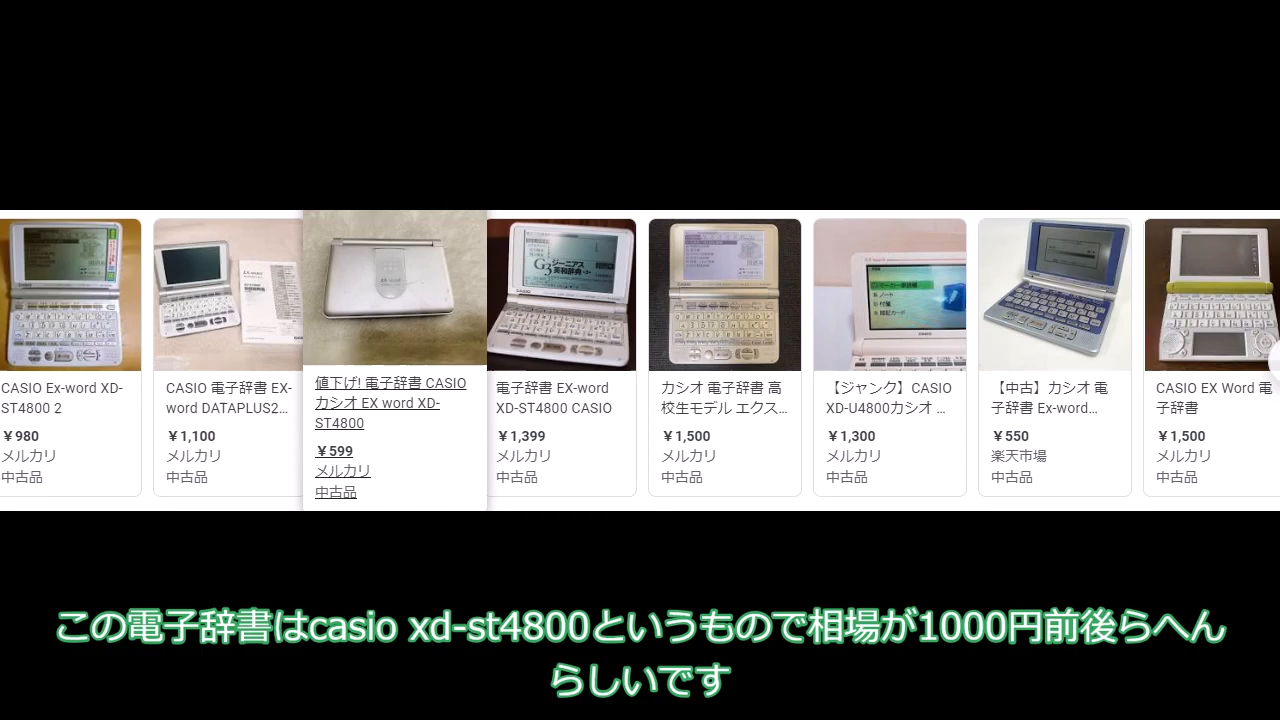 CASIO Ex-word XD-
ST4800 2
￥980
メルカリ
中古品
CASIO 電子辞書 EX-
word DATAPLUS2...
￥1,100
メルカリ
中古品
値下げ! 電子辞書 CASIO
カシオ EX word XD-
ST4800
￥599
メルカリ
中古品
ジーニアス
英和辞典
電子辞書 EX-word
XD-ST4800 CASIO
￥1,399
メルカリ
中古品
カシオ 電子辞書 高
校生モデル エクス...
￥1,500
メルカリ
中古品
【ジャンク】CASIO
XD-U4800カシオ ...
￥1,300
メルカリ
中古品
【中古】カシオ 電
子辞書 Ex-word...
￥550
楽天市場
中古品
CASIO EX Word 電
子辞書
￥1,500
メルカリ
中古品
この電子辞書はcasio xd-st4800というもので相場が1000円前後らへん
らしいです